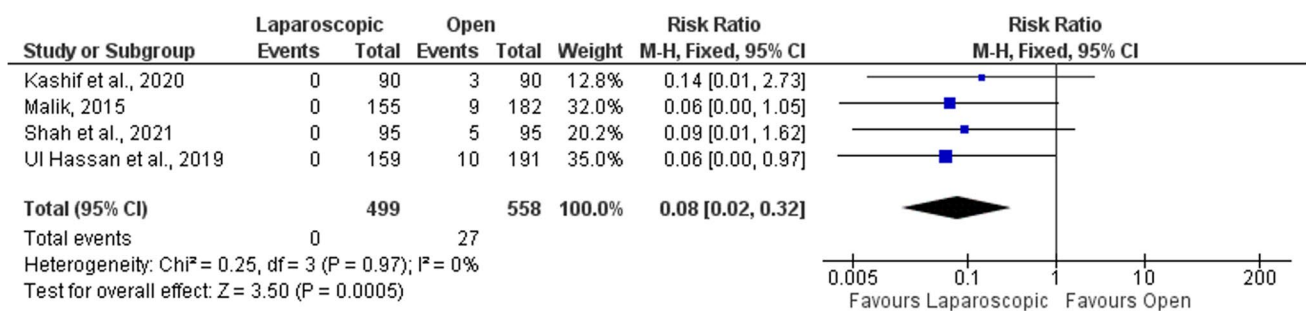 Laparoscopic Open Risk Ratio Risk Ratio
Study or Subgroup Events Total Events Total Weight M-H, Fixed, 95% CI M-H, Fixed, 95% CI
Kashif et al., 2020 0 90 3 90 12.8% 0.14 [0.01, 2.73]
Malik, 2015 0 155 9 182 32.0% 0.06 [0.00, 1.05]
Shah et al., 2021 0 95 5 95 20.2% 0.09 [0.01, 1.62]
Ul Hassan et al., 2019 0 159 10 191 35.0% 0.06 [0.00, 0.97]
Total (95% CI) 499 558 100.0% 0.08 [0.02, 0.32]
Total events 0 27
Heterogeneity: Chi² = 0.25, df = 3 (P = 0.97); I² = 0%
Test for overall effect: Z = 3.50 (P = 0.0005)
0.005 0.1 1 10 200
Favours Laparoscopic Favours Open